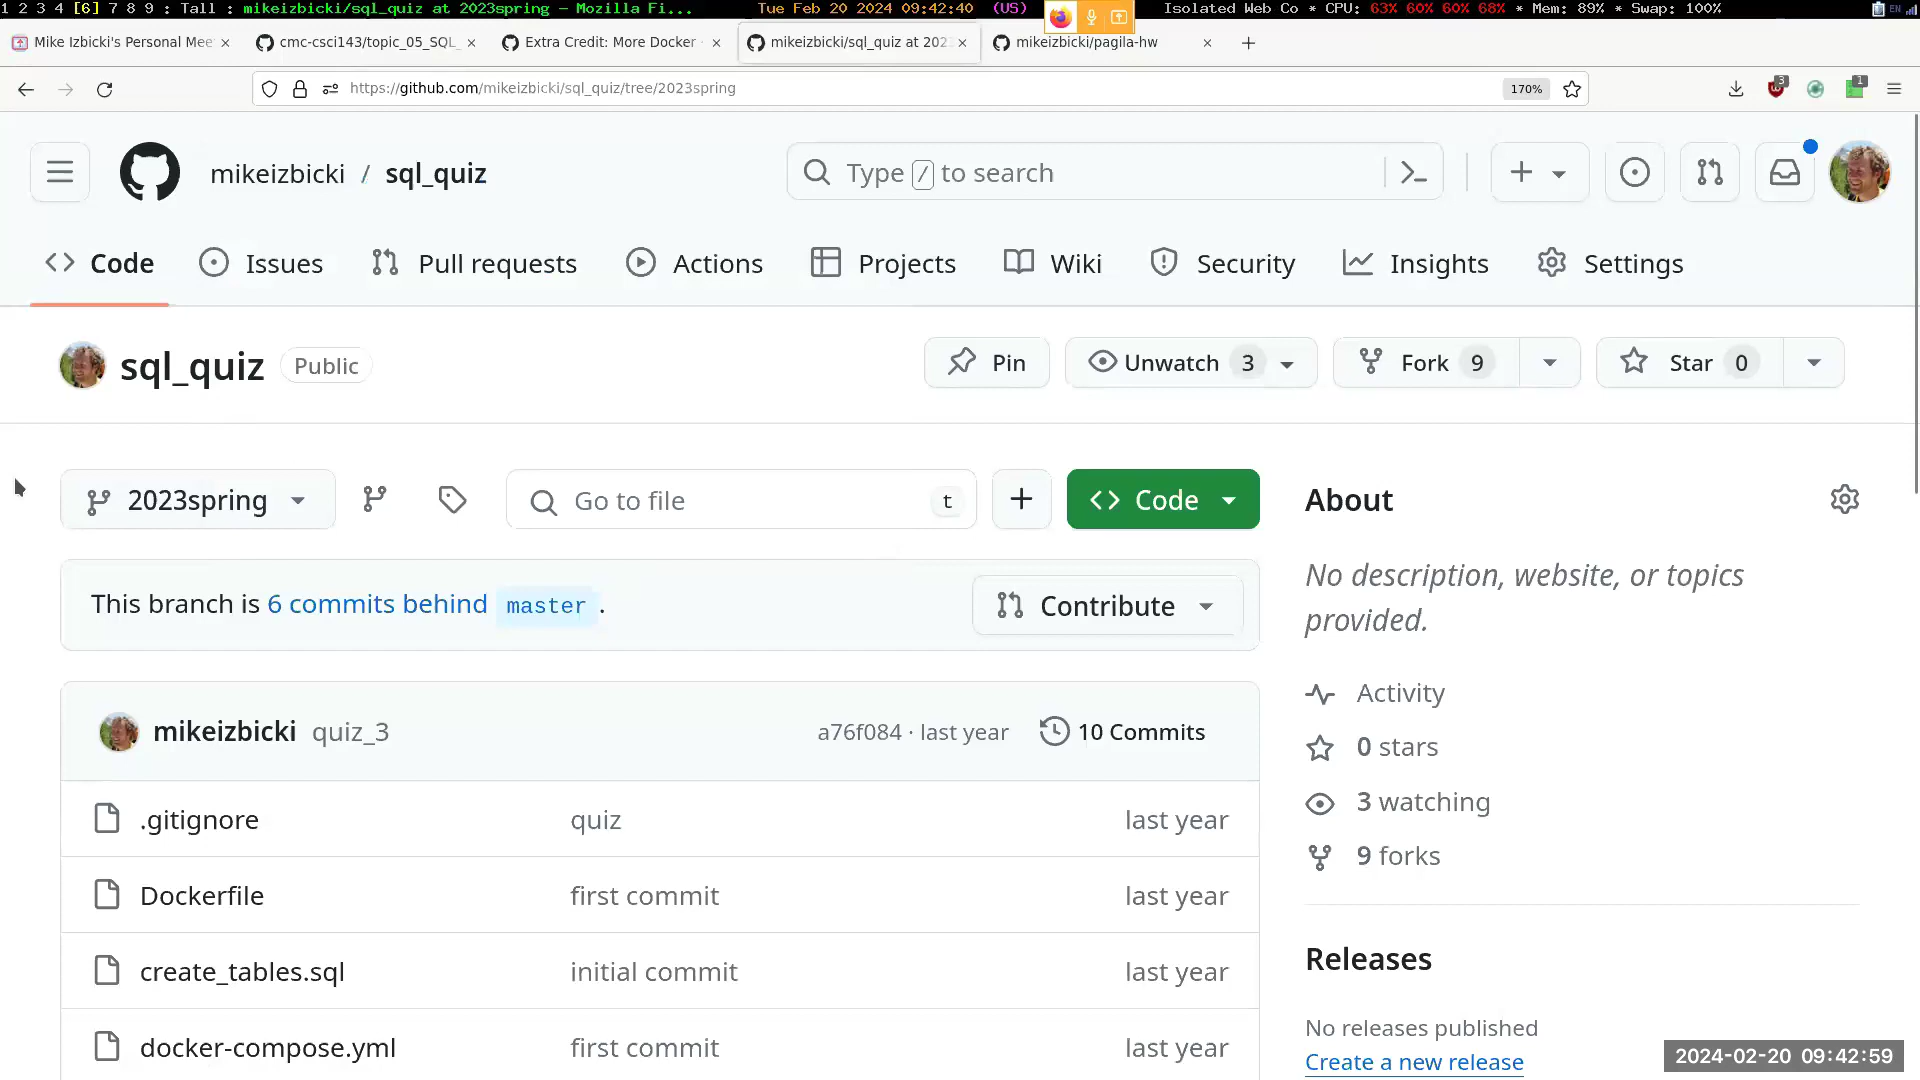 1 2 3 4 [6] 7 8 9 : Tall : mikeizbicki/sql_quiz at 2023spring — Mozilla Fi... Tue Feb 20 2024 09:42:40 (US) Isolated Web Co * CPU: 63% 60% 60% 68% * Mem: 89% * Swap: 100% EN
Mike Izbicki's Personal Mee × cmc-csci143/topic_05_SQL_ × Extra Credit: More Docker · × mikeizbicki/sql_quiz at 202 × mikeizbicki/pagila-hw × +
https://github.com/mikeizbicki/sql_quiz/tree/2023spring 170% 3 1
mikeizbicki / sql_quiz Type / to search
Code Issues Pull requests Actions Projects Wiki Security Insights Settings
sql_quiz Public Pin Unwatch 3 Fork 9 Star 0
2023spring Go to file t + Code About
No description, website, or topics
provided.
This branch is 6 commits behind master . Contribute
mikeizbicki quiz_3 a76f084 · last year 10 Commits
Activity
0 stars
3 watching
9 forks
.gitignore quiz last year
Dockerfile first commit last year
create_tables.sql initial commit last year
docker-compose.yml first commit last year
Releases
No releases published
Create a new release
2024-02-20 09:42:59